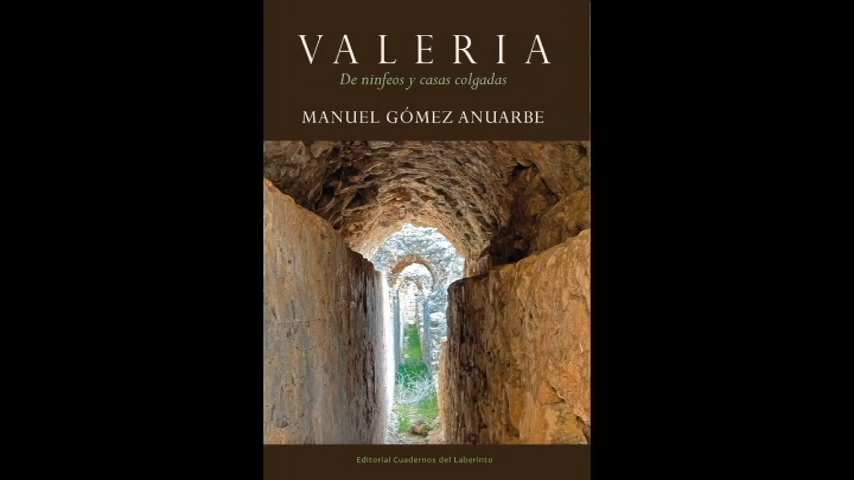 VALERIA
De ninfeos y casas colgadas
MANUEL GÓMEZ ANUARBE
Editorial Cuadernos del Laberinto